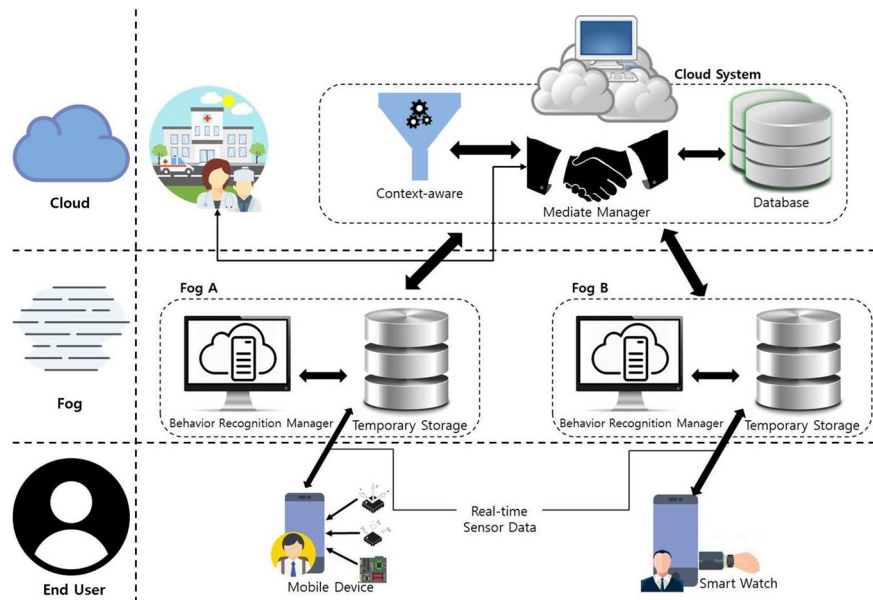 Cloud System
Context-aware
Mediate Manager
Database
Cloud
Fog A
Fog B
Behavior Recognition Manager
Temporary Storage
Behavior Recognition Manager
Temporary Storage
Fog
Real-time
Sensor Data
Mobile Device
Smart Watch
End User